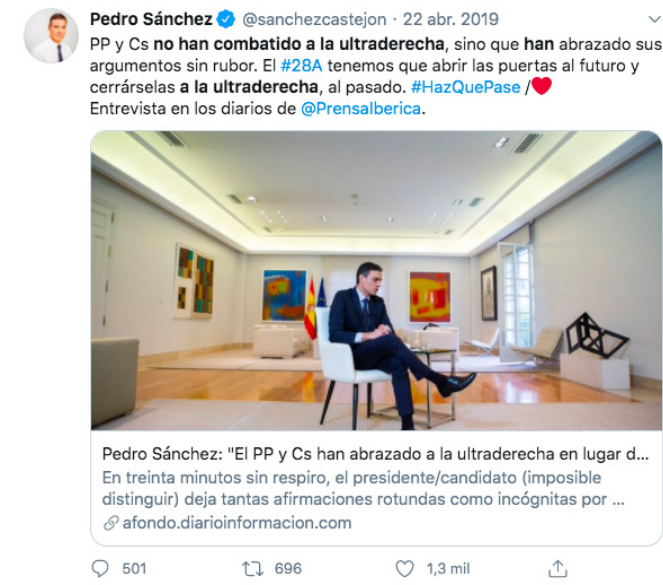 Pedro Sánchez @sanchezcastejon · 22 abr. 2019
PP y Cs no han combatido a la ultraderecha, sino que han abrazado sus
argumentos sin rubor. El #28A tenemos que abrir las puertas al futuro y
cerrárselas a la ultraderecha, al pasado. #HazQuePase /❤️
Entrevista en los diarios de @PrensaIberica.
Pedro Sánchez: "El PP y Cs han abrazado a la ultraderecha en lugar d...
En treinta minutos sin respiro, el presidente/candidato (imposible
distinguir) deja tantas afirmaciones rotundas como incógnitas por ...
afondo.diarioinformacion.com
501 696 1,3 mil